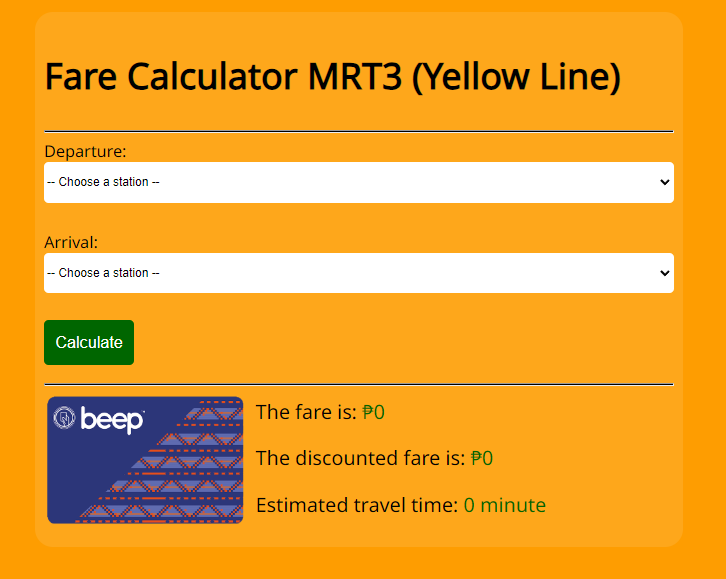 Fare Calculator MRT3 (Yellow Line)
Departure:
-- Choose a station --
Arrival:
-- Choose a station --
Calculate
beep
The fare is: ₱0
The discounted fare is: ₱0
Estimated travel time: 0 minute